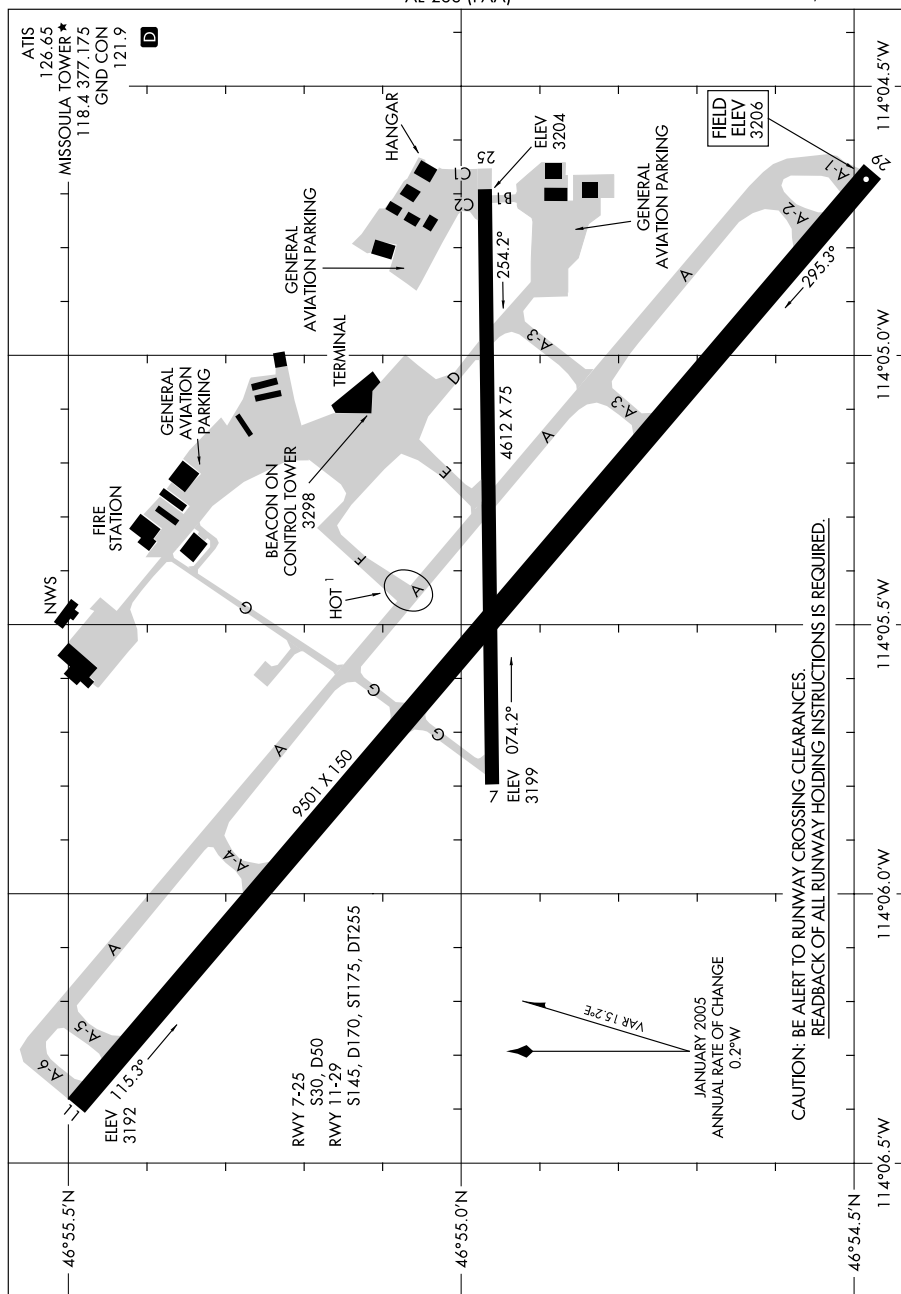 AL-266 (FAA)
ATIS
126.65
MISSOULA TOWER★
118.4 377.175
GND CON
121.9
D
NWS
FIRE
STATION
GENERAL
AVIATION
PARKING
TERMINAL
BEACON ON
CONTROL TOWER
3298
GENERAL
AVIATION PARKING
HANGAR
C1
25
C2
B1
ELEV
3204
GENERAL
AVIATION PARKING
FIELD
ELEV
3206
A-1
29
A-2
295.3°
A
254.2°
A-3
A-3
D
4612 X 75
A
E
F
HOT 1
A
G
G
G
A
9501 X 150
074.2°
7
ELEV
3199
A-4
A
A-5
A-6
11
115.3°
ELEV
3192
RWY 7-25
S30, D50
RWY 11-29
S145, D170, ST175, DT255
VAR 15.2°E
JANUARY 2005
ANNUAL RATE OF CHANGE
0.2°W
CAUTION: BE ALERT TO RUNWAY CROSSING CLEARANCES.
READBACK OF ALL RUNWAY HOLDING INSTRUCTIONS IS REQUIRED.
46°55.5'N
46°55.0'N
46°54.5'N
114°06.5'W
114°06.0'W
114°05.5'W
114°05.0'W
114°04.5'W